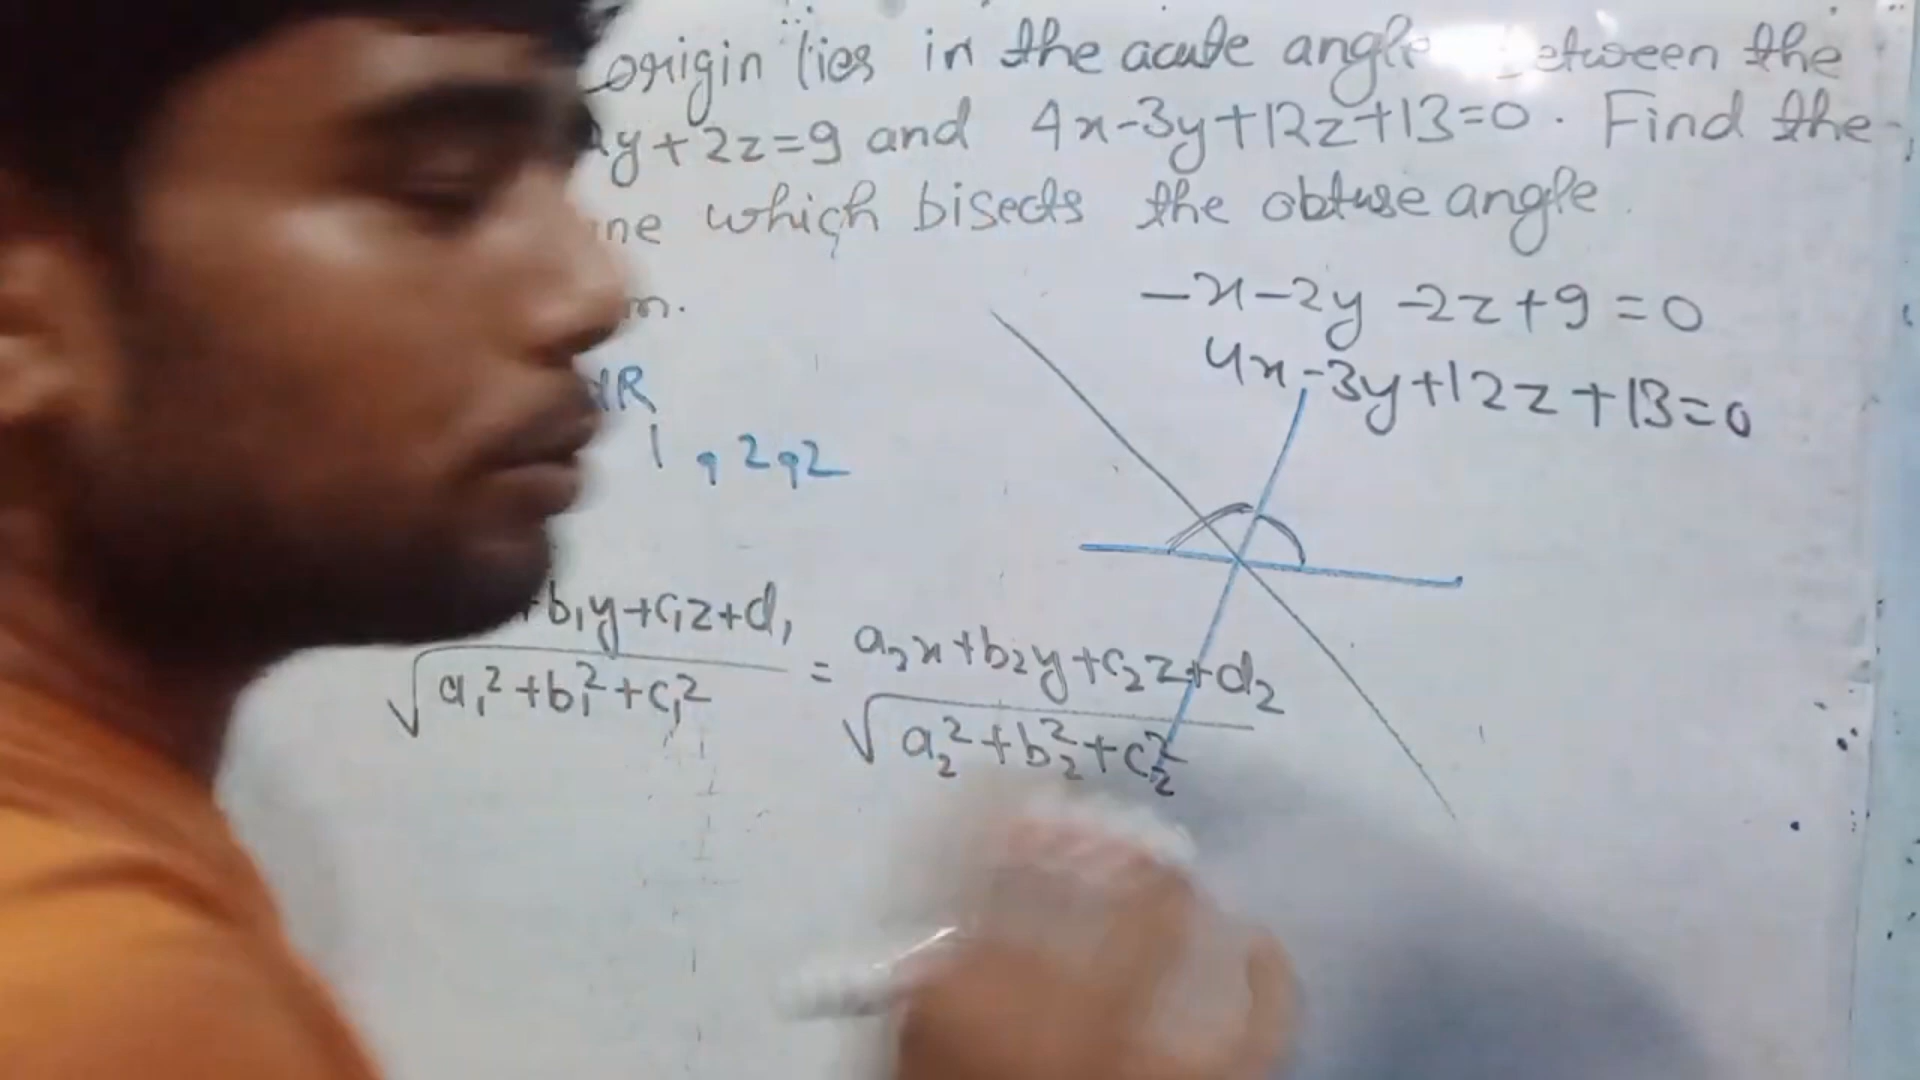 origin lies in the acute angle between the
y+2z=9 and 4x-3y+12z+13=0. Find the
which bisects the obtuse angle.
-x-2y-2z+9=0
4x-3y+12z+13=0
1, 2, 2
+b₁y+c₁z+d₁ = a₂x+b₂y+c₂z+d₂
√a₁²+b₁²+c₁² √a₂²+b₂²+c₂²